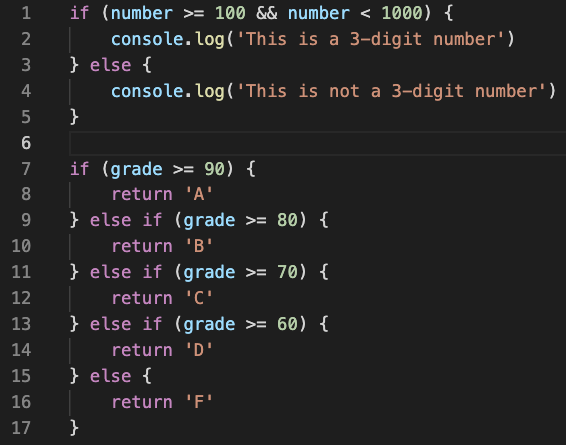 1 if (number >= 100 && number < 1000) {
2     console.log('This is a 3-digit number')
3 } else {
4     console.log('This is not a 3-digit number')
5 }
6
7 if (grade >= 90) {
8     return 'A'
9 } else if (grade >= 80) {
10     return 'B'
11 } else if (grade >= 70) {
12     return 'C'
13 } else if (grade >= 60) {
14     return 'D'
15 } else {
16     return 'F'
17 }